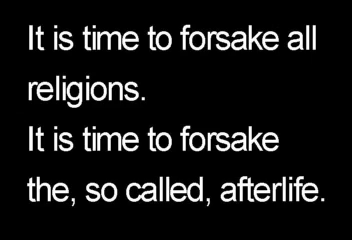 It is time to forsake all
religions.
It is time to forsake
the, so called, afterlife.